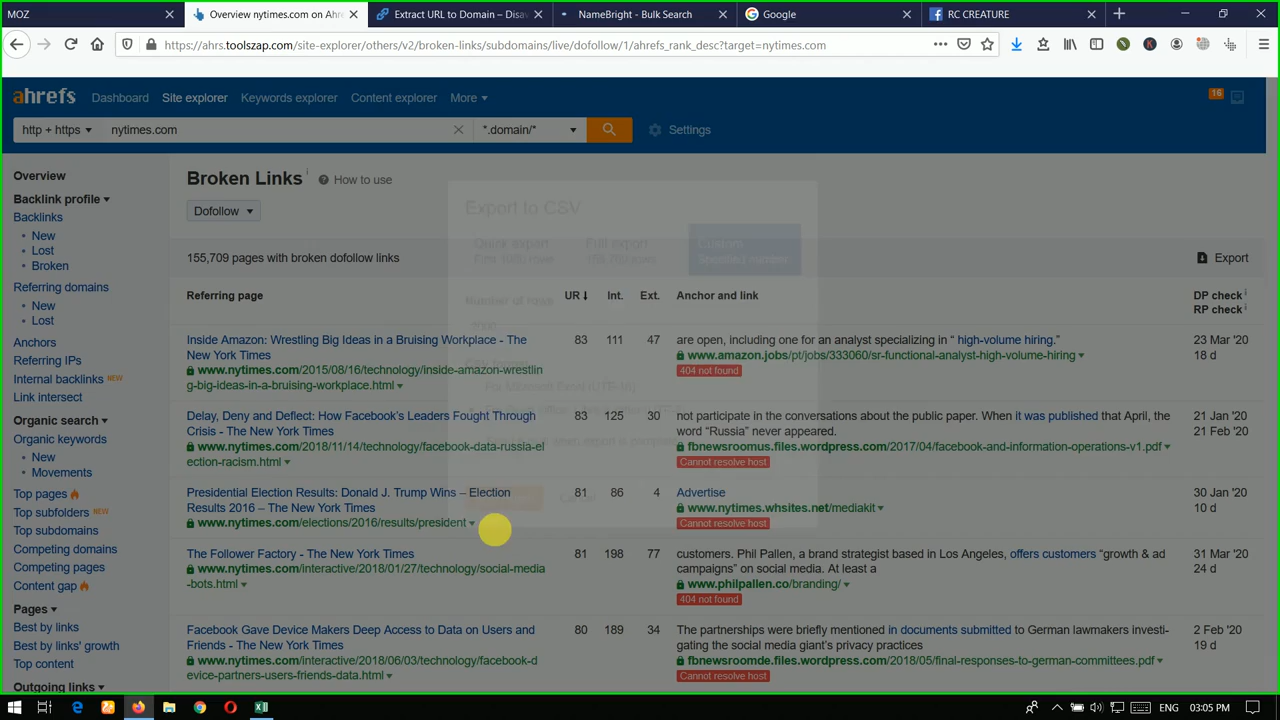 MOZ
Overview nytimes.com on Ahre
Extract URL to Domain – Disav
NameBright - Bulk Search
Google
RC CREATURE
https://ahrs.toolszap.com/site-explorer/others/v2/broken-links/subdomains/live/dofollow/1/ahrefs_rank_desc?target=nytimes.com
ahrefs Dashboard Site explorer Keywords explorer Content explorer More 16
http + https nytimes.com *.domain/* Settings
Overview
Backlink profile
Backlinks
New
Lost
Broken
Referring domains
New
Lost
Anchors
Referring IPs
Internal backlinks NEW
Link intersect
Organic search
Organic keywords
New
Movements
Top pages
Top subfolders NEW
Top subdomains
Competing domains
Competing pages
Content gap
Pages
Best by links
Best by links' growth
Top content
Outgoing links
Broken Links i ? How to use
Dofollow
Export to CSV
Quick export
Full export
Custom
155,709 pages with broken dofollow links
Export
Number of rows
Referring page UR Int. Ext. Anchor and link DP check i
RP check i
Inside Amazon: Wrestling Big Ideas in a Bruising Workplace - The
New York Times
www.nytimes.com/2015/08/16/technology/inside-amazon-wrestlin
g-big-ideas-in-a-bruising-workplace.html
83 111 47
are open, including one for an analyst specializing in “ high-volume hiring.”
www.amazon.jobs/pt/jobs/333060/sr-functional-analyst-high-volume-hiring
404 not found
23 Mar '20
18 d
Delay, Deny and Deflect: How Facebook’s Leaders Fought Through
Crisis - The New York Times
www.nytimes.com/2018/11/14/technology/facebook-data-russia-el
ection-racism.html
83 125 30
not participate in the conversations about the public paper. When it was published that April, the
word “Russia” never appeared.
fbnewsroomus.files.wordpress.com/2017/04/facebook-and-information-operations-v1.pdf
Cannot resolve host
21 Jan '20
21 Feb '20
Presidential Election Results: Donald J. Trump Wins – Election
Results 2016 – The New York Times
www.nytimes.com/elections/2016/results/president
81 86 4
Advertise
www.nytimes.whsites.net/mediakit
Cannot resolve host
30 Jan '20
10 d
The Follower Factory - The New York Times
www.nytimes.com/interactive/2018/01/27/technology/social-media
-bots.html
81 198 77
customers. Phil Pallen, a brand strategist based in Los Angeles, offers customers “growth & ad
campaigns” on social media. At least a
www.philpallen.co/branding/
404 not found
31 Mar '20
24 d
Facebook Gave Device Makers Deep Access to Data on Users and
Friends - The New York Times
www.nytimes.com/interactive/2018/06/03/technology/facebook-d
evice-partners-users-friends-data.html
80 189 34
The partnerships were briefly mentioned in documents submitted to German lawmakers investi-
gating the social media giant’s privacy practices
fbnewsroomde.files.wordpress.com/2018/05/final-responses-to-german-committees.pdf
Cannot resolve host
2 Feb '20
19 d
ENG 03:05 PM